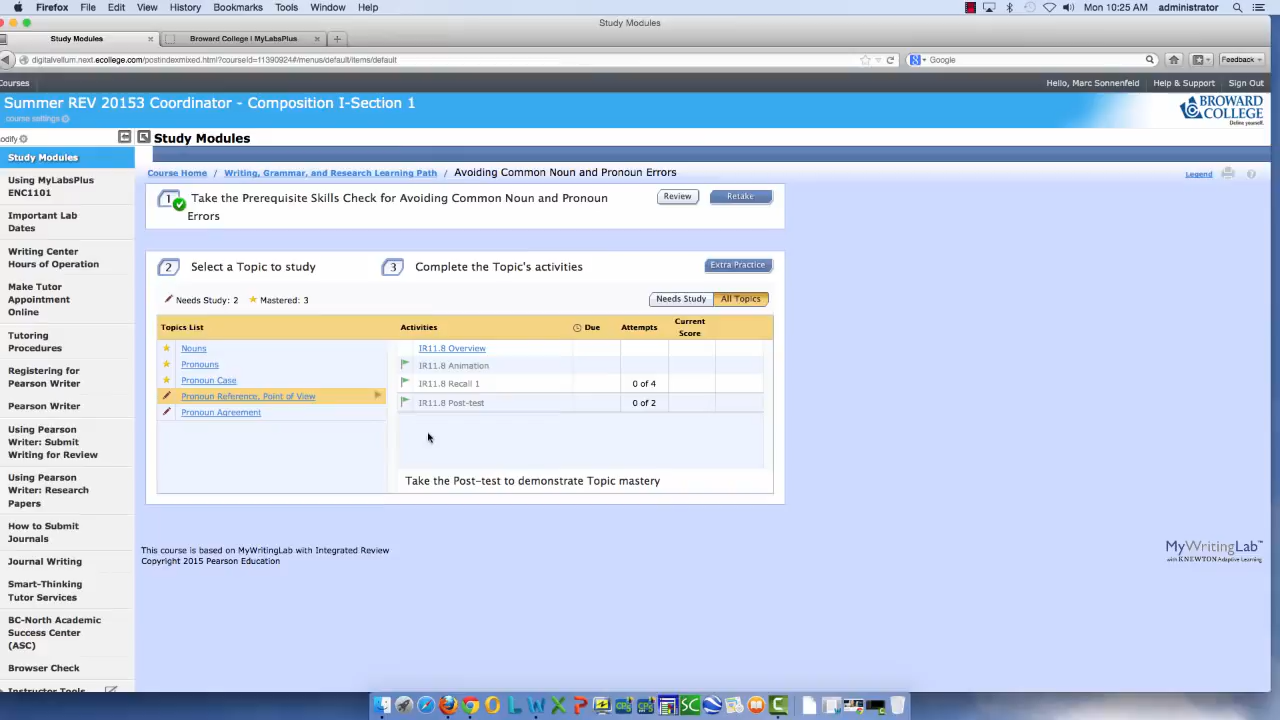 Firefox File Edit View History Bookmarks Tools Window Help
Mon 10:25 AM administrator
Study Modules
Study Modules
Broward College | MyLabsPlus
digitalvellum.next.ecollege.com/postindexmixed.html?courseId=11390924#/menus/default/items/default
Google
Feedback
Courses
Hello, Marc Sonnenfeld Help & Support Sign Out
Summer REV 20153 Coordinator - Composition I-Section 1
course settings
BROWARD
COLLEGE
Define yourself.
odify
Study Modules
Study Modules
Using MyLabsPlus
ENC1101
Important Lab
Dates
Writing Center
Hours of Operation
Make Tutor
Appointment
Online
Tutoring
Procedures
Registering for
Pearson Writer
Pearson Writer
Using Pearson
Writer: Submit
Writing for Review
Using Pearson
Writer: Research
Papers
How to Submit
Journals
Journal Writing
Smart-Thinking
Tutor Services
BC-North Academic
Success Center
(ASC)
Browser Check
Instructor Tools
Course Home / Writing, Grammar, and Research Learning Path / Avoiding Common Noun and Pronoun Errors
Legend
1 Take the Prerequisite Skills Check for Avoiding Common Noun and Pronoun
Errors
Review
Retake
2 Select a Topic to study
3 Complete the Topic's activities
Extra Practice
Needs Study: 2 Mastered: 3
Needs Study All Topics
Topics List
Activities Due Attempts Current
Score
Nouns
Pronouns
Pronoun Case
Pronoun Reference, Point of View
Pronoun Agreement
IR11.8 Overview
IR11.8 Animation
IR11.8 Recall 1 0 of 4
IR11.8 Post-test 0 of 2
Take the Post-test to demonstrate Topic mastery
This course is based on MyWritingLab with Integrated Review
Copyright 2015 Pearson Education
MyWritingLab™
with KNEWTON Adaptive Learning